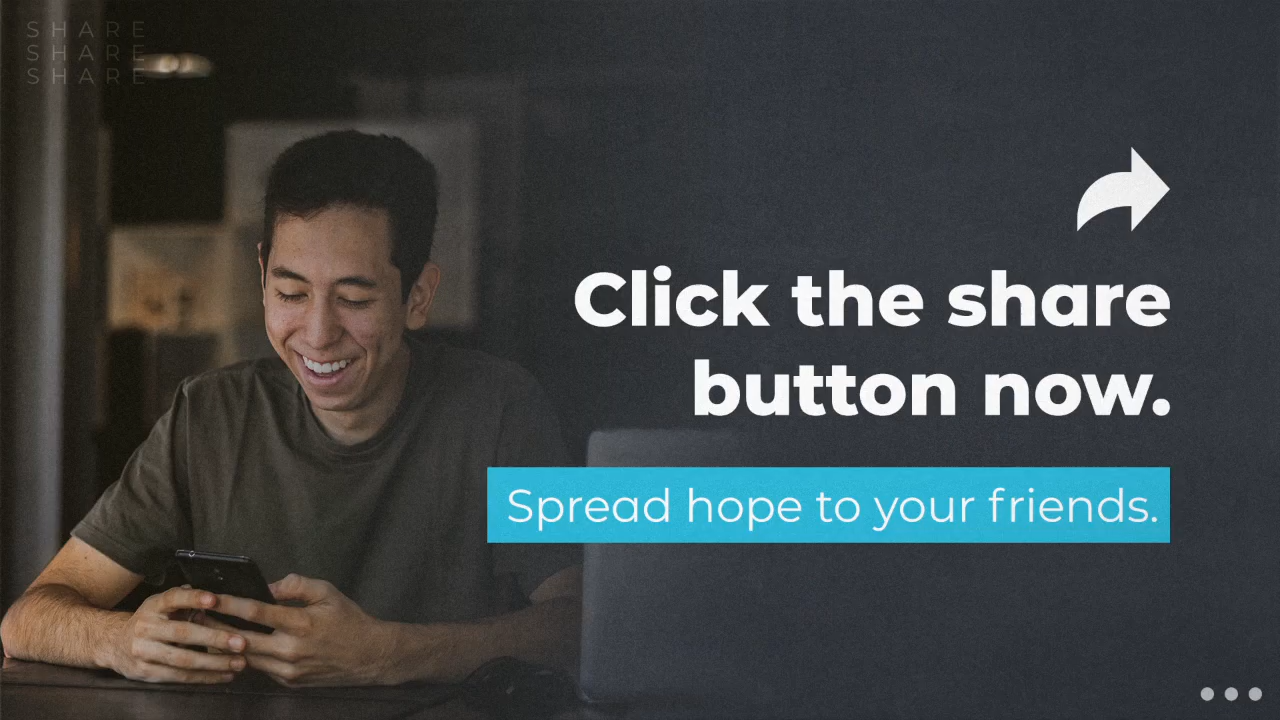 SHARE
SHARE
SHARE
Click the share
button now.
Spread hope to your friends.